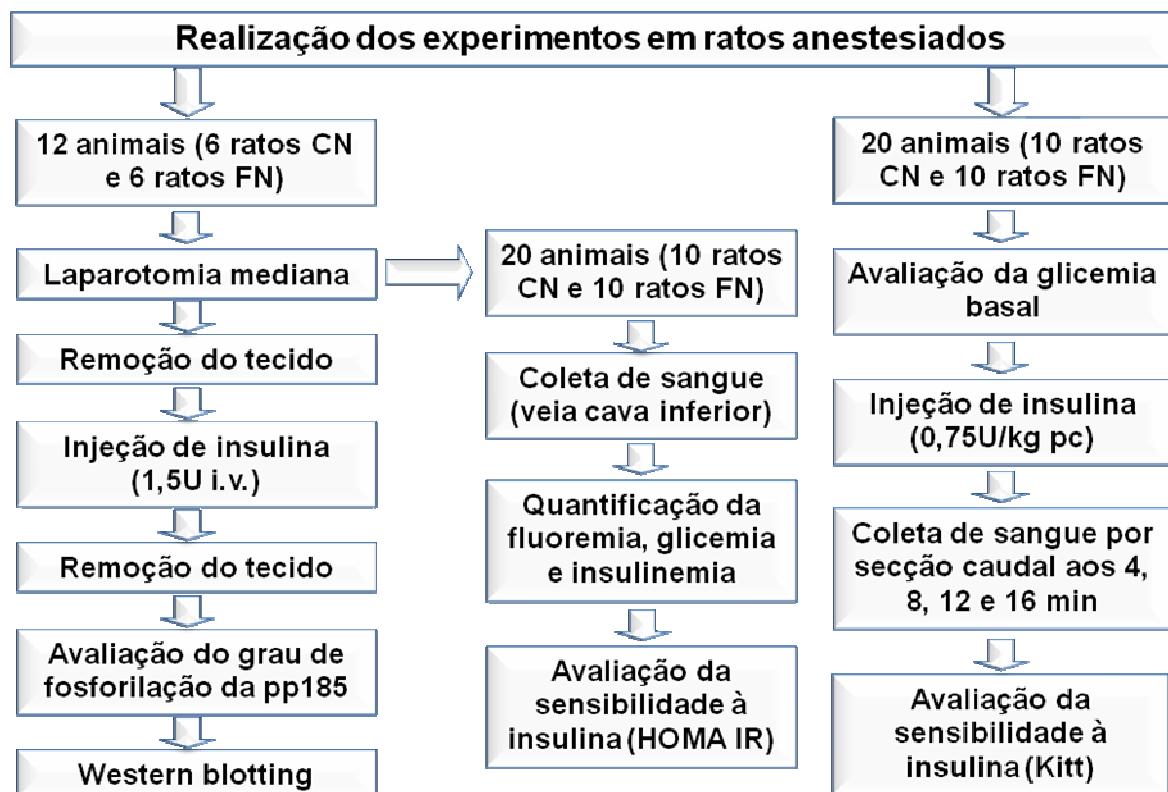 Realização dos experimentos em ratos anestesiados
12 animais (6 ratos CN
e 6 ratos FN)
Laparotomia mediana
Remoção do tecido
Injeção de insulina
(1,5U i.v.)
Remoção do tecido
Avaliação do grau de
fosforilação da pp185
Western blotting
20 animais (10 ratos
CN e 10 ratos FN)
Coleta de sangue
(veia cava inferior)
Quantificação da
fluoremia, glicemia
e insulinemia
Avaliação da
sensibilidade à
insulina (HOMA IR)
20 animais (10 ratos
CN e 10 ratos FN)
Avaliação da glicemia
basal
Injeção de insulina
(0,75U/kg pc)
Coleta de sangue por
secção caudal aos 4,
8, 12 e 16 min
Avaliação da
sensibilidade à
insulina (Kitt)